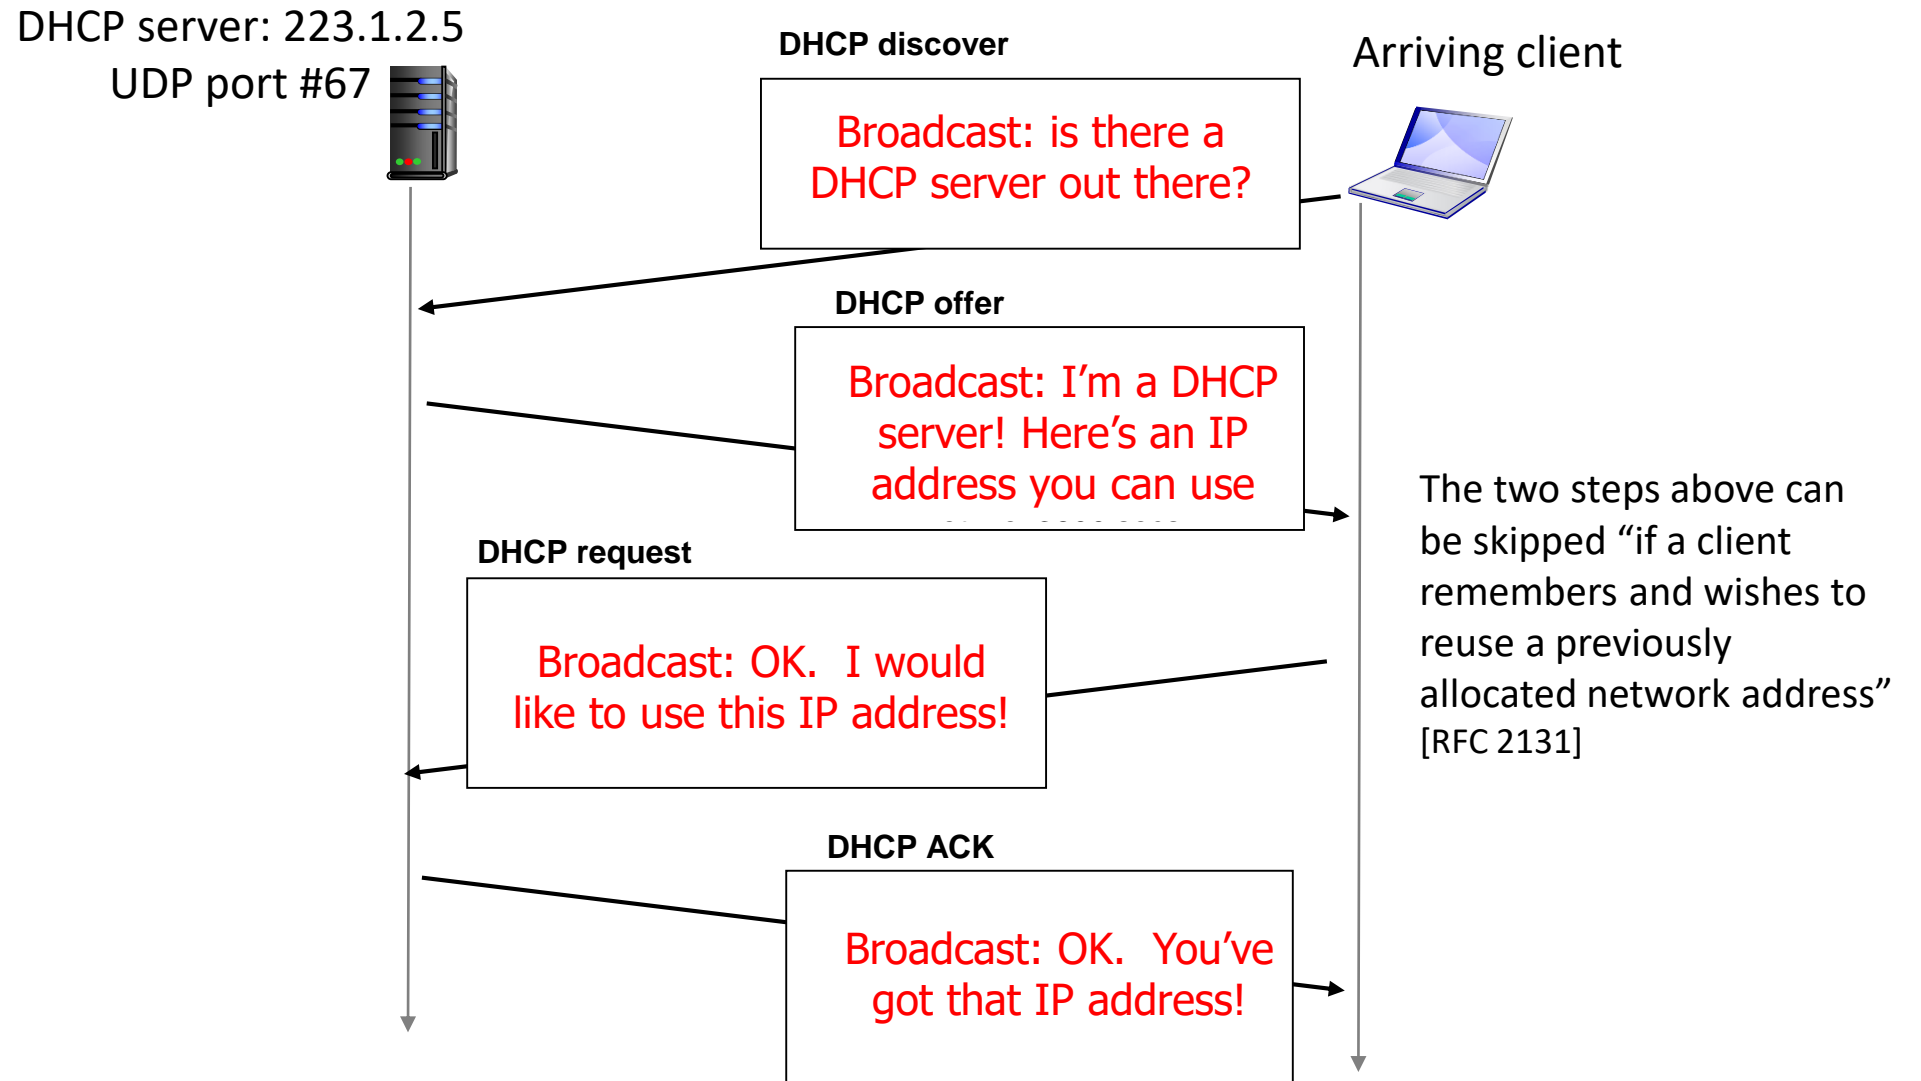 DHCP server: 223.1.2.5
UDP port #67
DHCP discover
Arriving client
Broadcast: is there a
DHCP server out there?
DHCP offer
Broadcast: I’m a DHCP
server! Here’s an IP
address you can use
The two steps above can
be skipped “if a client
remembers and wishes to
reuse a previously
allocated network address”
[RFC 2131]
DHCP request
Broadcast: OK.  I would
like to use this IP address!
DHCP ACK
Broadcast: OK.  You’ve
got that IP address!